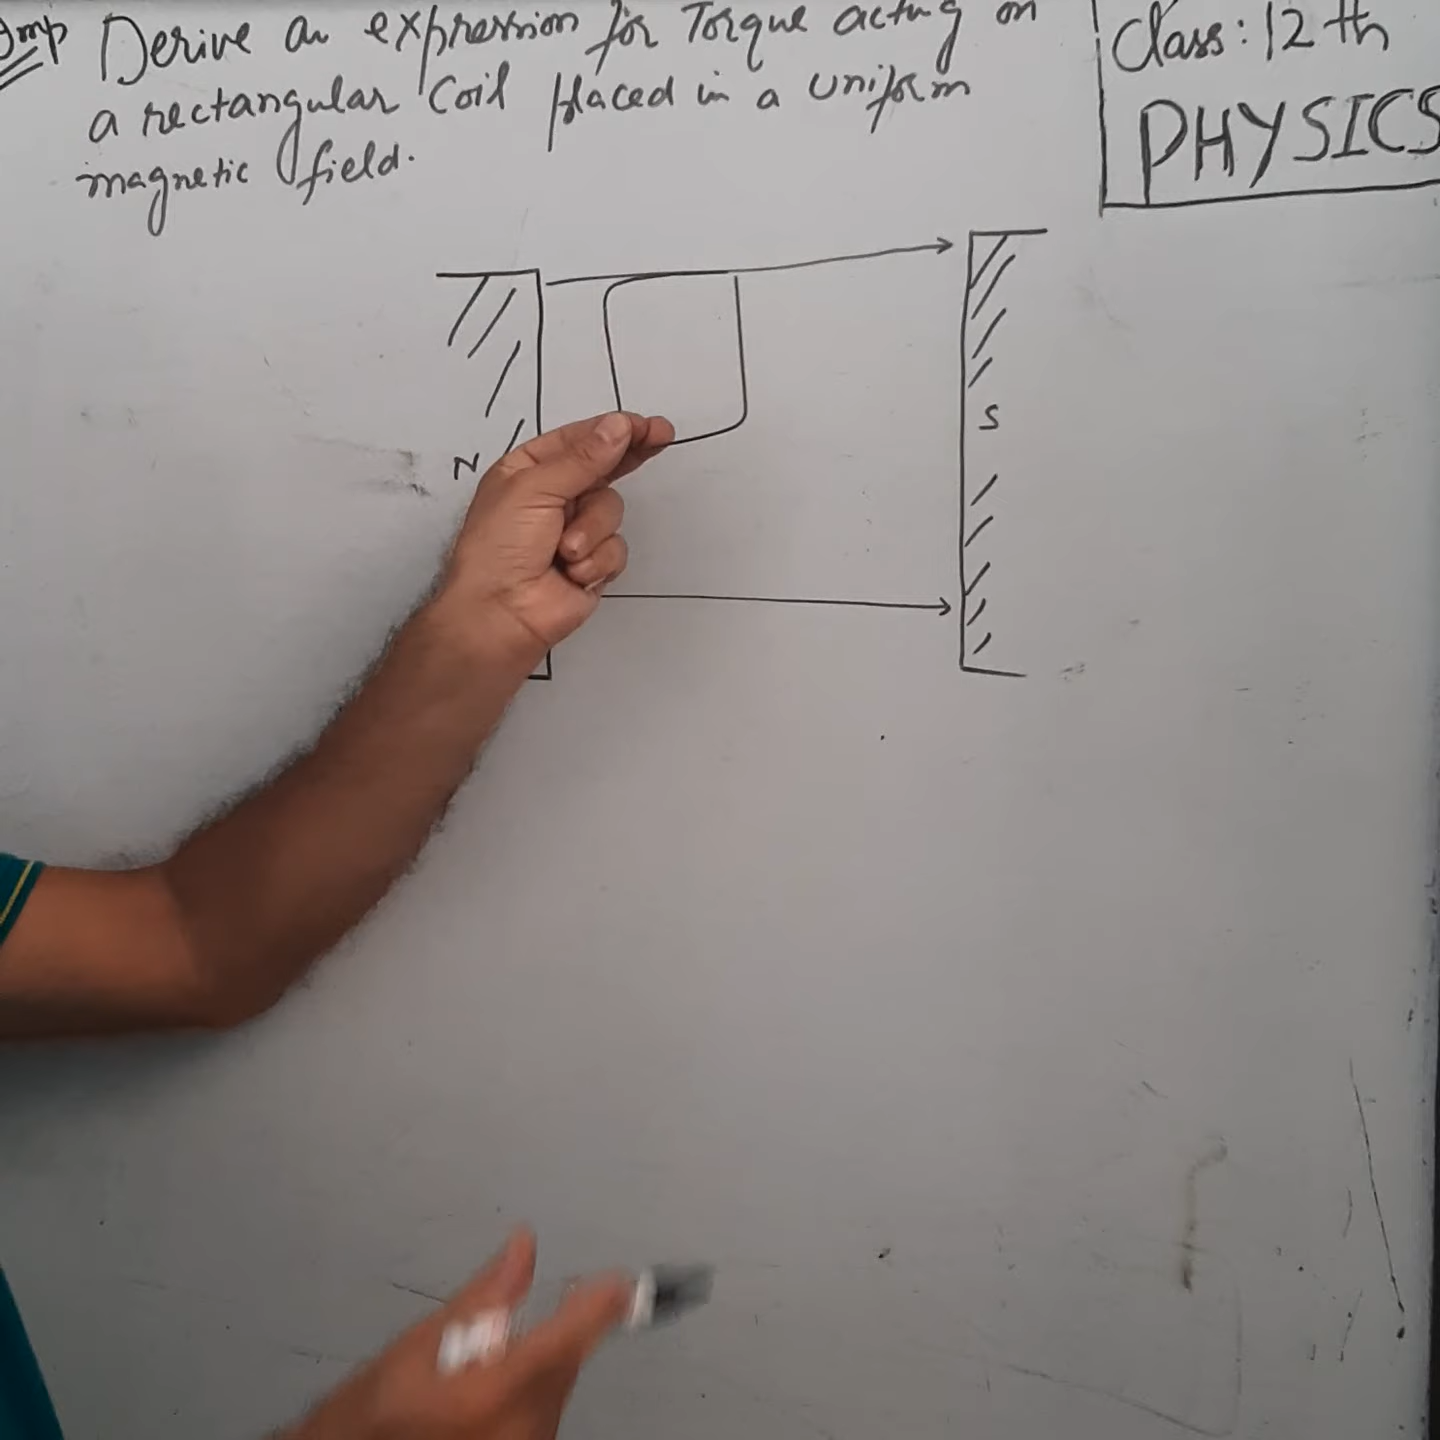 Imp Derive an expression for Torque acting on
a rectangular Coil placed in a uniform
magnetic field.
Class: 12 th
PHYSICS
N
S